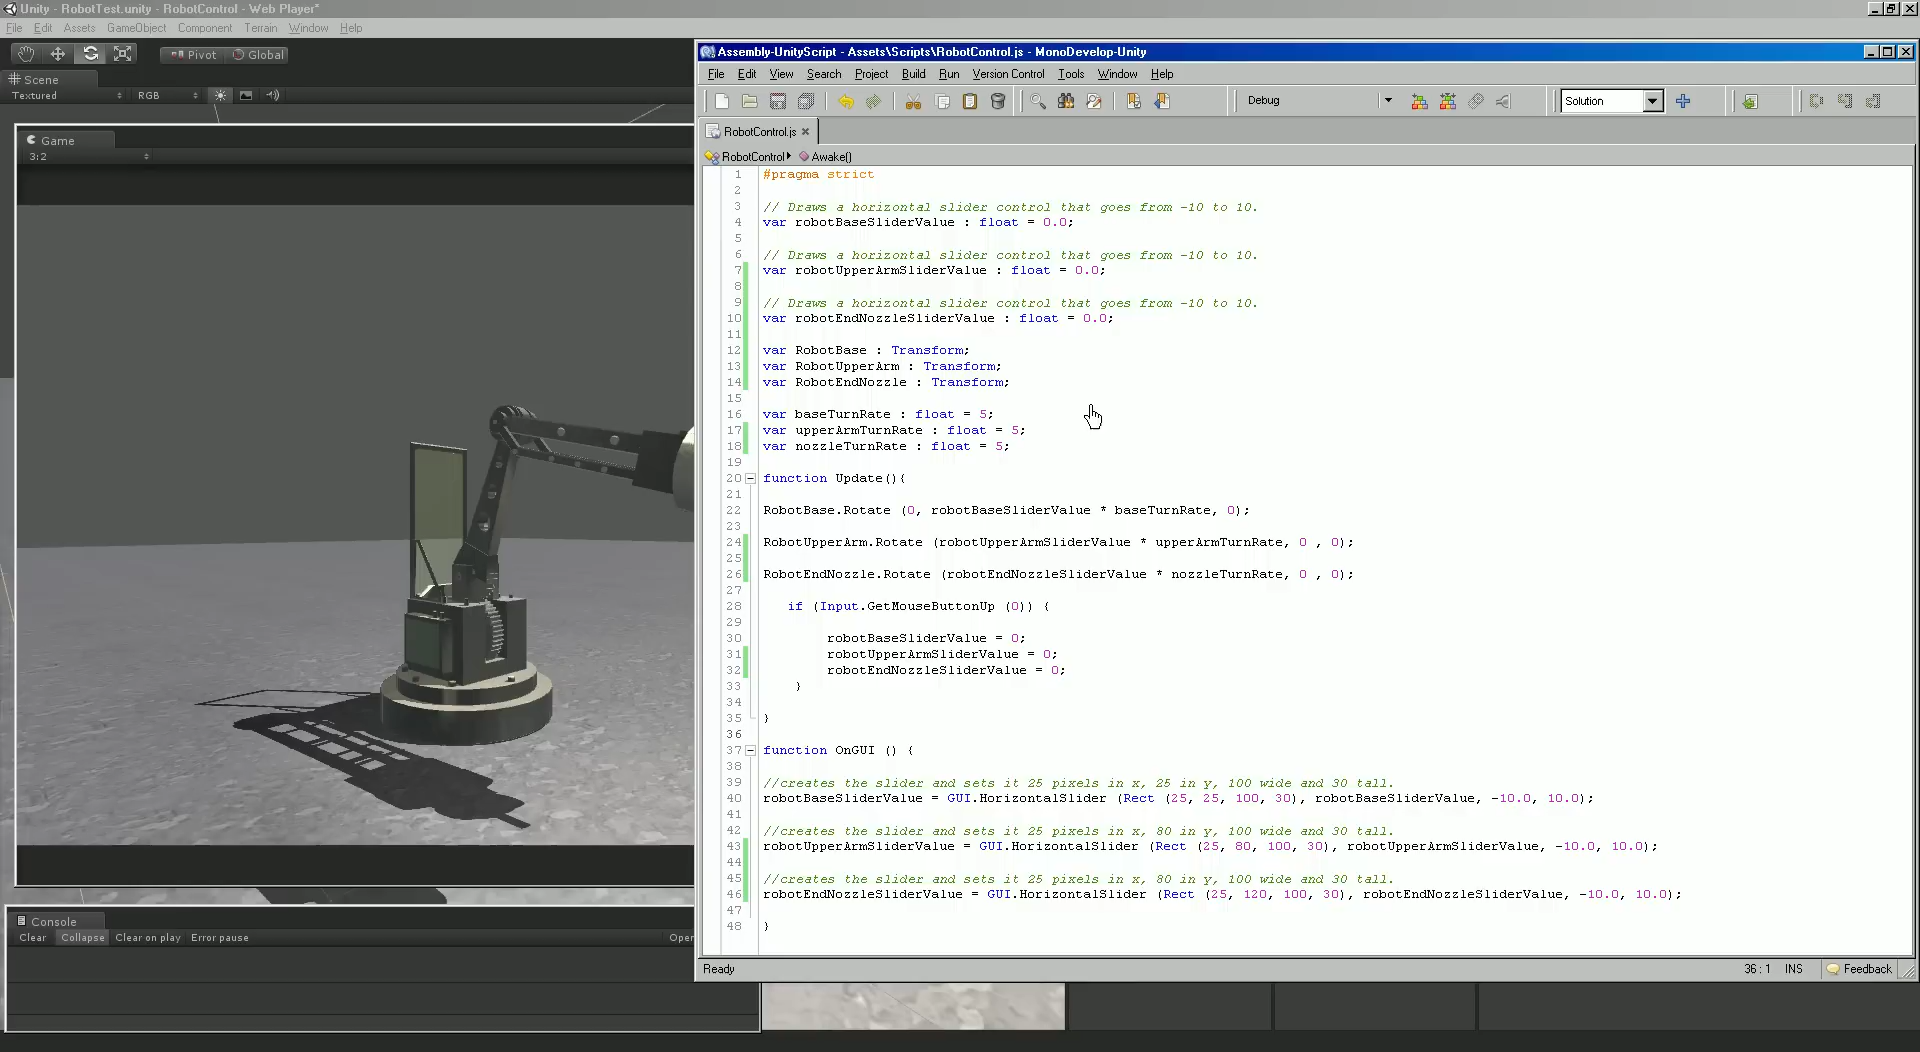 Unity - RobotTest.unity - RobotControl - Web Player*
File Edit Assets GameObject Component Terrain Window Help
Pivot Global
Scene
Textured RGB
Game
3:2
Assembly-UnityScript - Assets\Scripts\RobotControl.js - MonoDevelop-Unity
File Edit View Search Project Build Run Version Control Tools Window Help
Debug Solution
RobotControl.js
RobotControl Awake()
1 #pragma strict
2
3 // Draws a horizontal slider control that goes from -10 to 10.
4 var robotBaseSliderValue : float = 0.0;
5
6 // Draws a horizontal slider control that goes from -10 to 10.
7 var robotUpperArmSliderValue : float = 0.0;
8
9 // Draws a horizontal slider control that goes from -10 to 10.
10 var robotEndNozzleSliderValue : float = 0.0;
11
12 var RobotBase : Transform;
13 var RobotUpperArm : Transform;
14 var RobotEndNozzle : Transform;
15
16 var baseTurnRate : float = 5;
17 var upperArmTurnRate : float = 5;
18 var nozzleTurnRate : float = 5;
19
20 function Update(){
21
22 RobotBase.Rotate (0, robotBaseSliderValue * baseTurnRate, 0);
23
24 RobotUpperArm.Rotate (robotUpperArmSliderValue * upperArmTurnRate, 0 , 0);
25
26 RobotEndNozzle.Rotate (robotEndNozzleSliderValue * nozzleTurnRate, 0 , 0);
27
28 if (Input.GetMouseButtonUp (0)) {
29
30 robotBaseSliderValue = 0;
31 robotUpperArmSliderValue = 0;
32 robotEndNozzleSliderValue = 0;
33 }
34
35 }
36
37 function OnGUI () {
38
39 //creates the slider and sets it 25 pixels in x, 25 in y, 100 wide and 30 tall.
40 robotBaseSliderValue = GUI.HorizontalSlider (Rect (25, 25, 100, 30), robotBaseSliderValue, -10.0, 10.0);
41
42 //creates the slider and sets it 25 pixels in x, 80 in y, 100 wide and 30 tall.
43 robotUpperArmSliderValue = GUI.HorizontalSlider (Rect (25, 80, 100, 30), robotUpperArmSliderValue, -10.0, 10.0);
44
45 //creates the slider and sets it 25 pixels in x, 80 in y, 100 wide and 30 tall.
46 robotEndNozzleSliderValue = GUI.HorizontalSlider (Rect (25, 120, 100, 30), robotEndNozzleSliderValue, -10.0, 10.0);
47
48 }
Ready 36 : 1 INS Feedback
Console
Clear Collapse Clear on play Error pause Oper